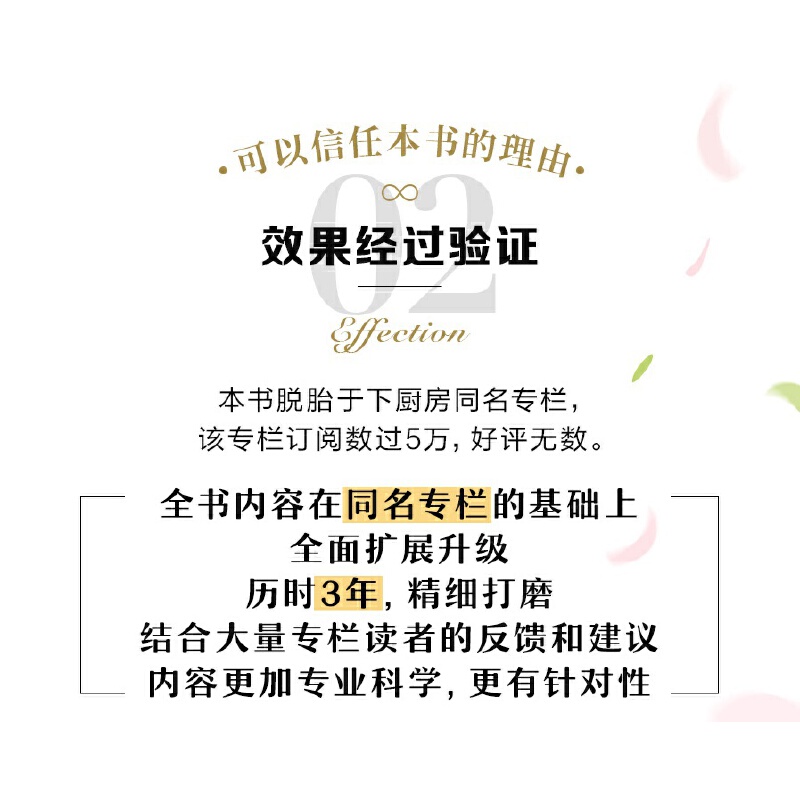 ·可以信任本书的理由·
02
效果经过验证
Effection
本书脱胎于下厨房同名专栏，
该专栏订阅数过5万，好评无数。
全书内容在同名专栏的基础上
全面扩展升级
历时3年，精细打磨
结合大量专栏读者的反馈和建议
内容更加专业科学，更有针对性